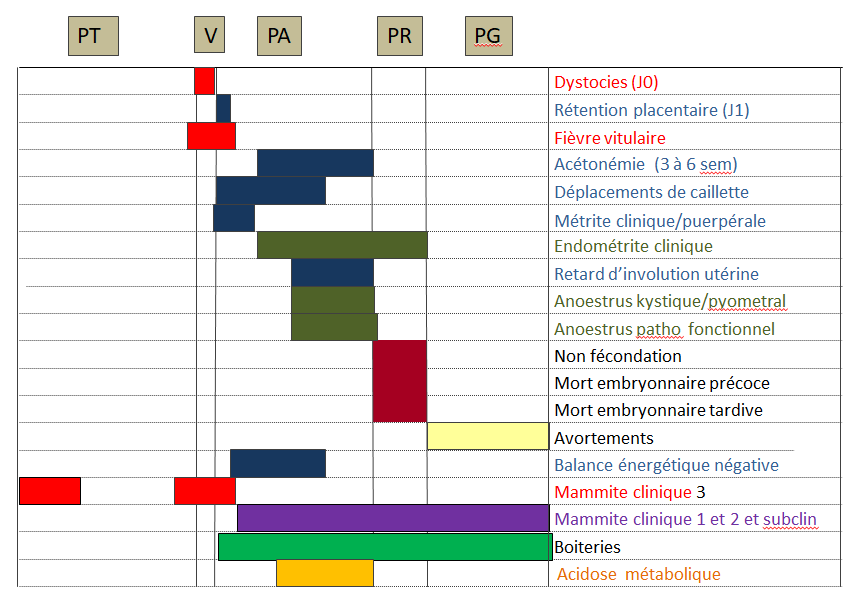 PT V PA PR PG
Dystocies (J0)
Rétention placentaire (J1)
Fièvre vitulaire
Acétonémie (3 à 6 sem)
Déplacements de caillette
Métrite clinique/puerpérale
Endométrite clinique
Retard d’involution utérine
Anoestrus kystique/pyometral
Anoestrus patho fonctionnel
Non fécondation
Mort embryonnaire précoce
Mort embryonnaire tardive
Avortements
Balance énergétique négative
Mammite clinique 3
Mammite clinique 1 et 2 et subclin
Boiteries
Acidose métabolique